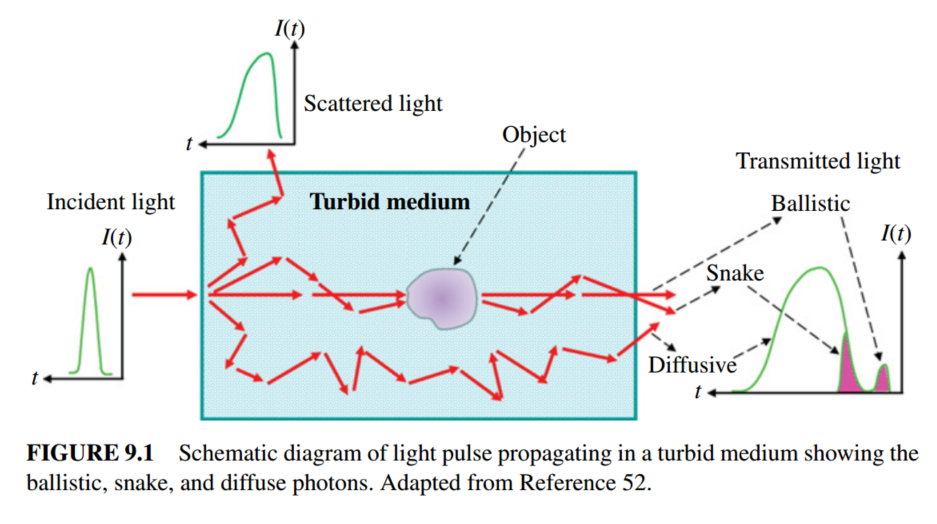 I(t)
Scattered light
t
Object
Transmitted light
Incident light
Turbid medium
Ballistic
I(t)
I(t)
Snake
Diffusive
t
t
FIGURE 9.1 Schematic diagram of light pulse propagating in a turbid medium showing the
ballistic, snake, and diffuse photons. Adapted from Reference 52.